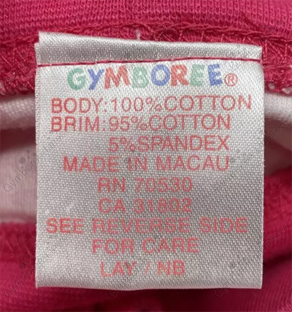 GYMBOREE®
BODY:100%COTTON
BRIM:95%COTTON
5%SPANDEX
MADE IN MACAU
RN 70530
CA 31802
SEE REVERSE SIDE
FOR CARE
LAY / NB